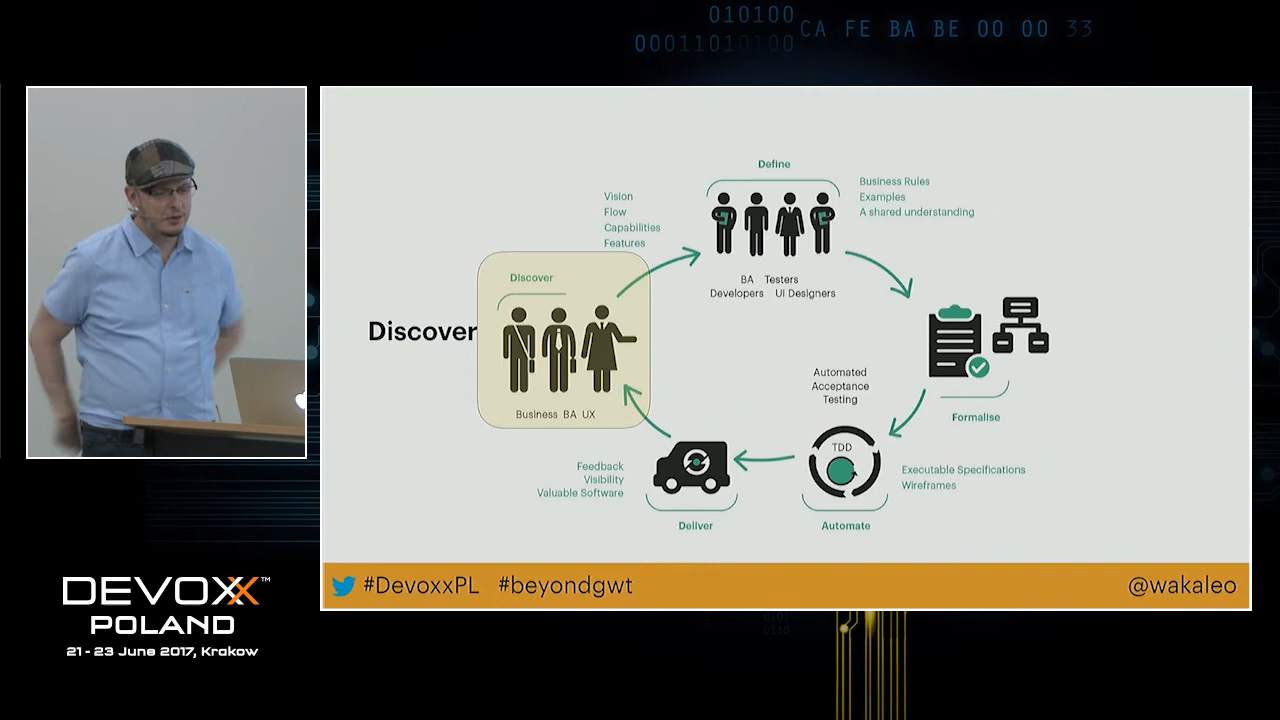 010100
00011010100
CA FE BA BE 00 00 33
Define
Vision
Flow
Capabilities
Features
Business Rules
Examples
A shared understanding
Discover
BA Testers
Developers UI Designers
Discover
Business BA UX
Automated
Acceptance
Testing
Formalise
TDD
Feedback
Visibility
Valuable Software
Executable Specifications
Wireframes
Deliver
Automate
#DevoxxPL #beyondgwt
@wakaleo
DEVOXX™
POLAND
21 - 23 June 2017, Krakow